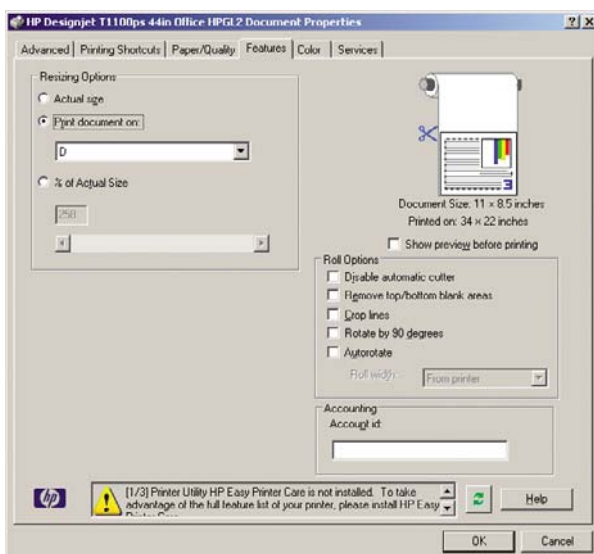 HP Designjet T1100ps 44in Office HPGL2 Document Properties
Advanced Printing Shortcuts Paper/Quality Features Color Services
Resizing Options
Actual size
Print document on:
D
% of Actual Size
258
Document Size: 11 × 8.5 inches
Printed on: 34 × 22 inches
Show preview before printing
Roll Options
Disable automatic cutter
Remove top/bottom blank areas
Crop lines
Rotate by 90 degrees
Autorotate
Roll width:
From printer
Accounting
Account id:
hp
[1/3] Printer Utility HP Easy Printer Care is not installed. To take
advantage of the full feature list of your printer, please install HP Easy
Printer Care
Help
OK Cancel